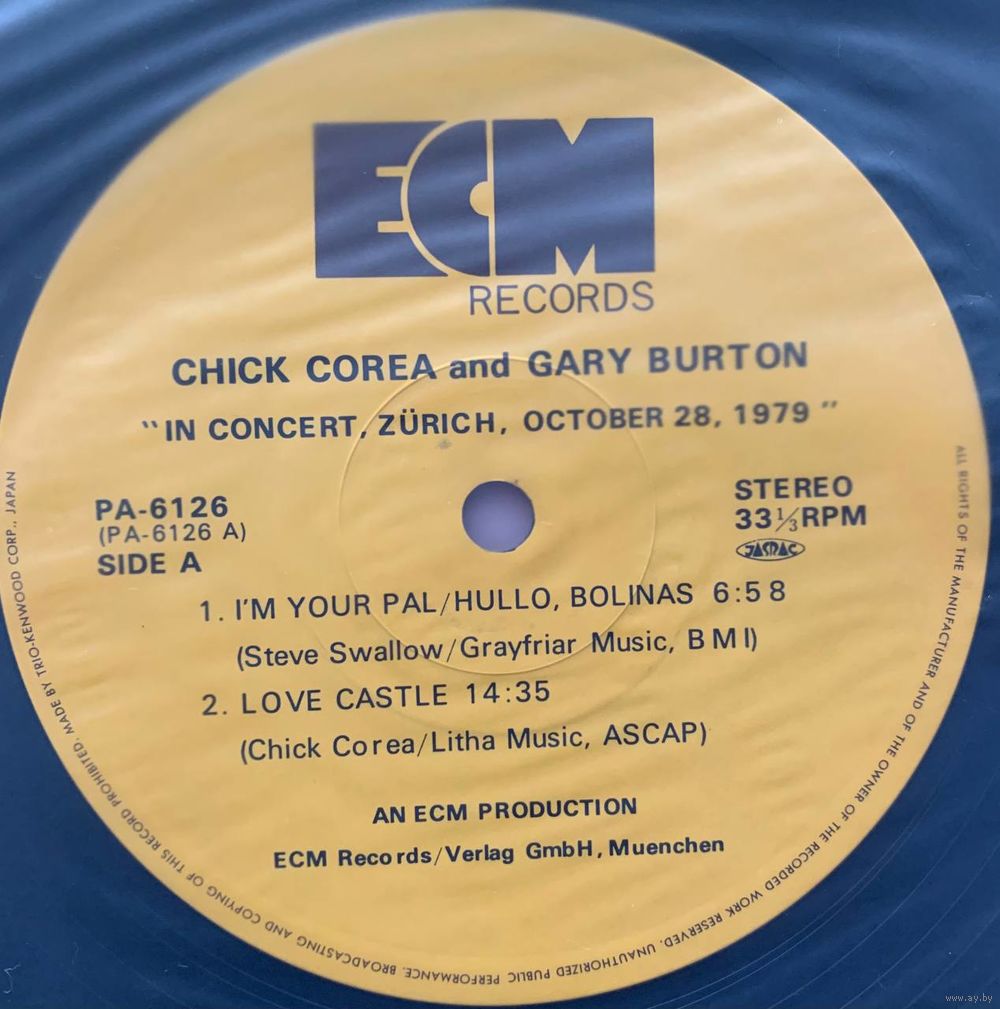 ECM
RECORDS
CHICK COREA and GARY BURTON
"IN CONCERT, ZÜRICH, OCTOBER 28, 1979"
PA-6126
(PA-6126 A)
SIDE A
STEREO
33 1/3 RPM
JASRAC
1. I'M YOUR PAL/HULLO, BOLINAS 6:58
(Steve Swallow/Grayfriar Music, BMI)
2. LOVE CASTLE 14:35
(Chick Corea/Litha Music, ASCAP)
AN ECM PRODUCTION
ECM Records/Verlag GmbH, Muenchen
ALL RIGHTS OF THE MANUFACTURER AND OF THE OWNER OF THE RECORDED WORK RESERVED. UNAUTHORIZED PUBLIC PERFORMANCE, BROADCASTING AND COPYING OF THIS RECORD PROHIBITED. MADE BY TRIO-KENWOOD CORP., JAPAN
www.ay.by